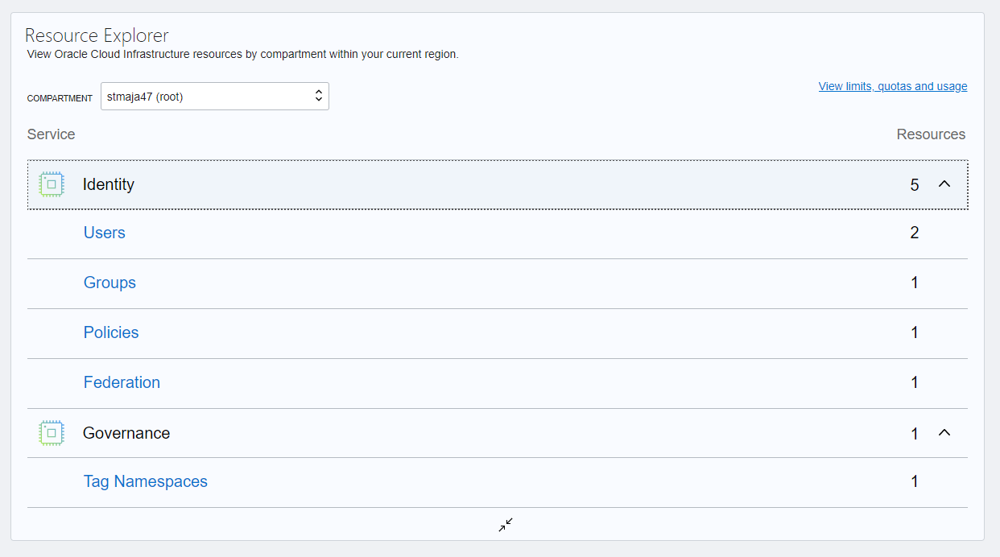 Resource Explorer
View Oracle Cloud Infrastructure resources by compartment within your current region.
COMPARTMENT stmaja47 (root) View limits, quotas and usage
Service Resources
Identity 5
Users 2
Groups 1
Policies 1
Federation 1
Governance 1
Tag Namespaces 1